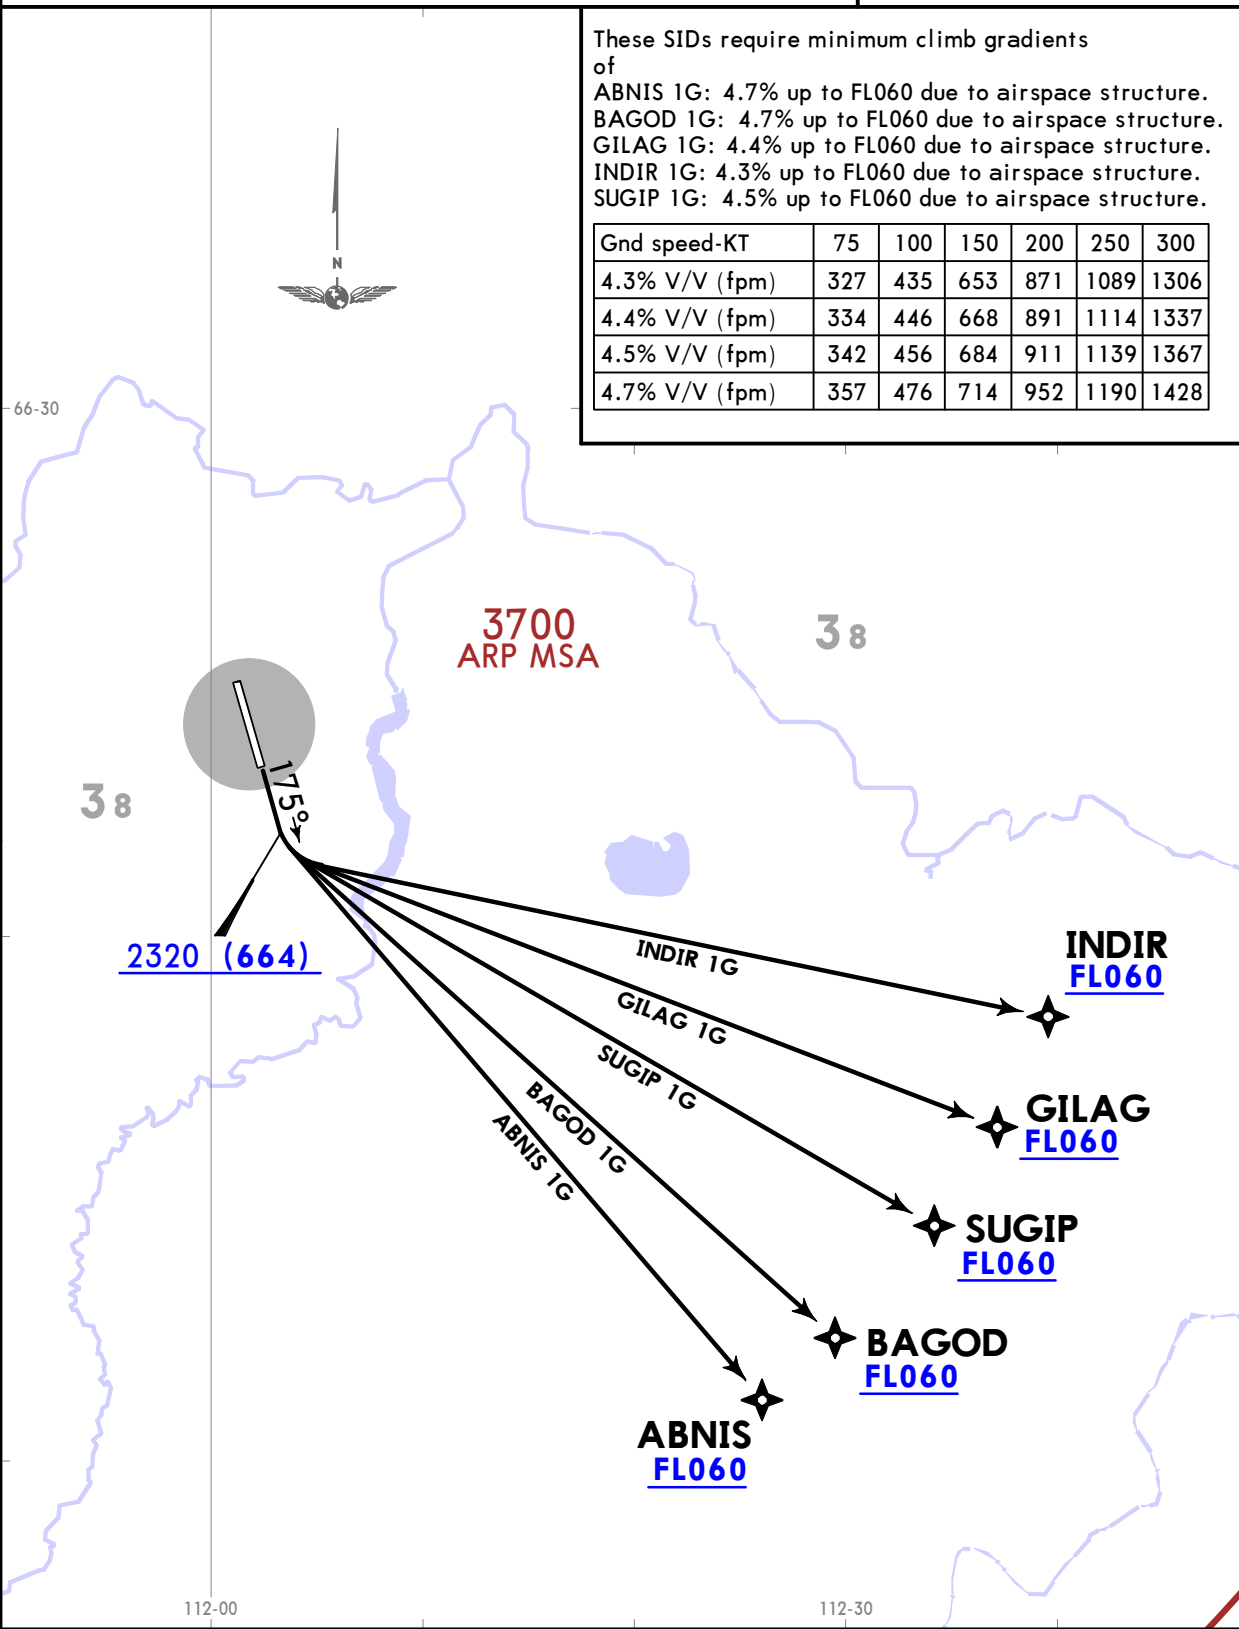 These SIDs require minimum climb gradients
of
ABNIS 1G: 4.7% up to FL060 due to airspace structure.
BAGOD 1G: 4.7% up to FL060 due to airspace structure.
GILAG 1G: 4.4% up to FL060 due to airspace structure.
INDIR 1G: 4.3% up to FL060 due to airspace structure.
SUGIP 1G: 4.5% up to FL060 due to airspace structure.
Gnd speed-KT 75 100 150 200 250 300
4.3% V/V (fpm) 327 435 653 871 1089 1306
4.4% V/V (fpm) 334 446 668 891 1114 1337
4.5% V/V (fpm) 342 456 684 911 1139 1367
4.7% V/V (fpm) 357 476 714 952 1190 1428
N
66-30
3700
ARP MSA
38
38
175°
2320 (664)
INDIR 1G
INDIR
FL060
GILAG 1G
GILAG
FL060
SUGIP 1G
SUGIP
FL060
BAGOD 1G
BAGOD
FL060
ABNIS 1G
ABNIS
FL060
112-00
112-30